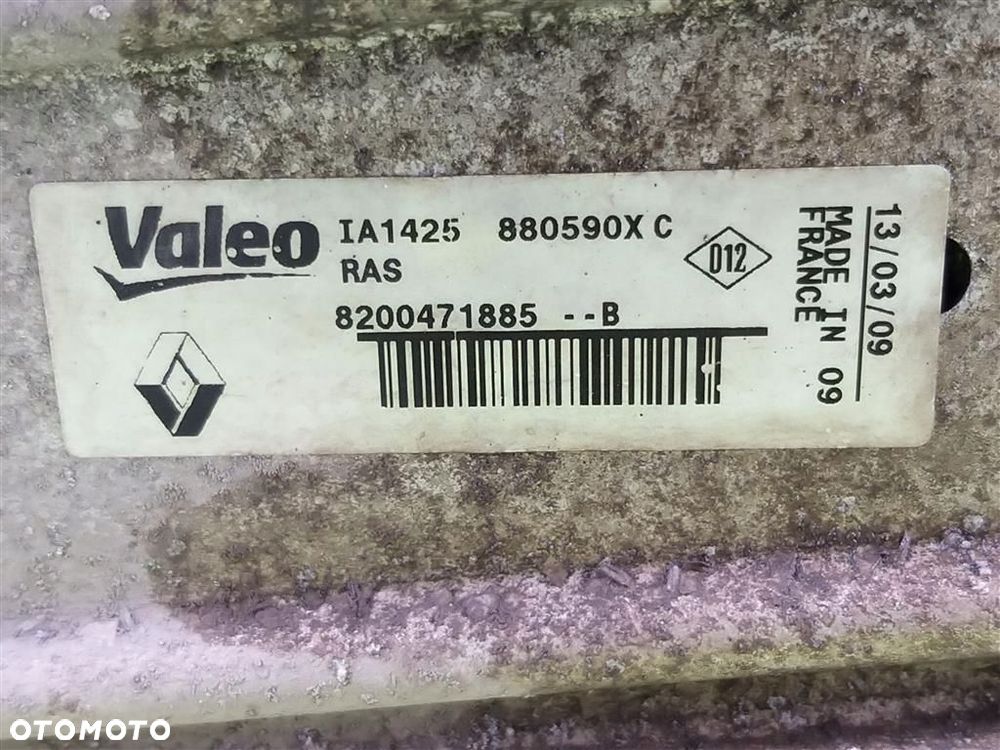 Valeo IA1425 880590X C
RAS
8200471885 --B
012
13/03/09
MADE IN 09
FRANCE
OTOMOTO